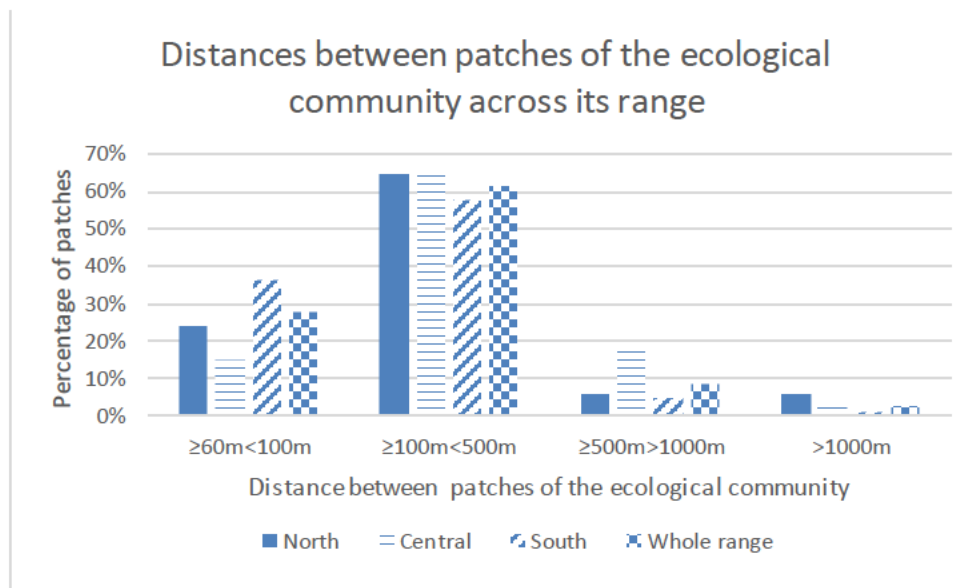 Distances between patches of the ecological
community across its range
Percentage of patches
70%
60%
50%
40%
30%
20%
10%
0%
≥60m<100m ≥100m<500m ≥500m>1000m >1000m
Distance between patches of the ecological community
North Central South Whole range